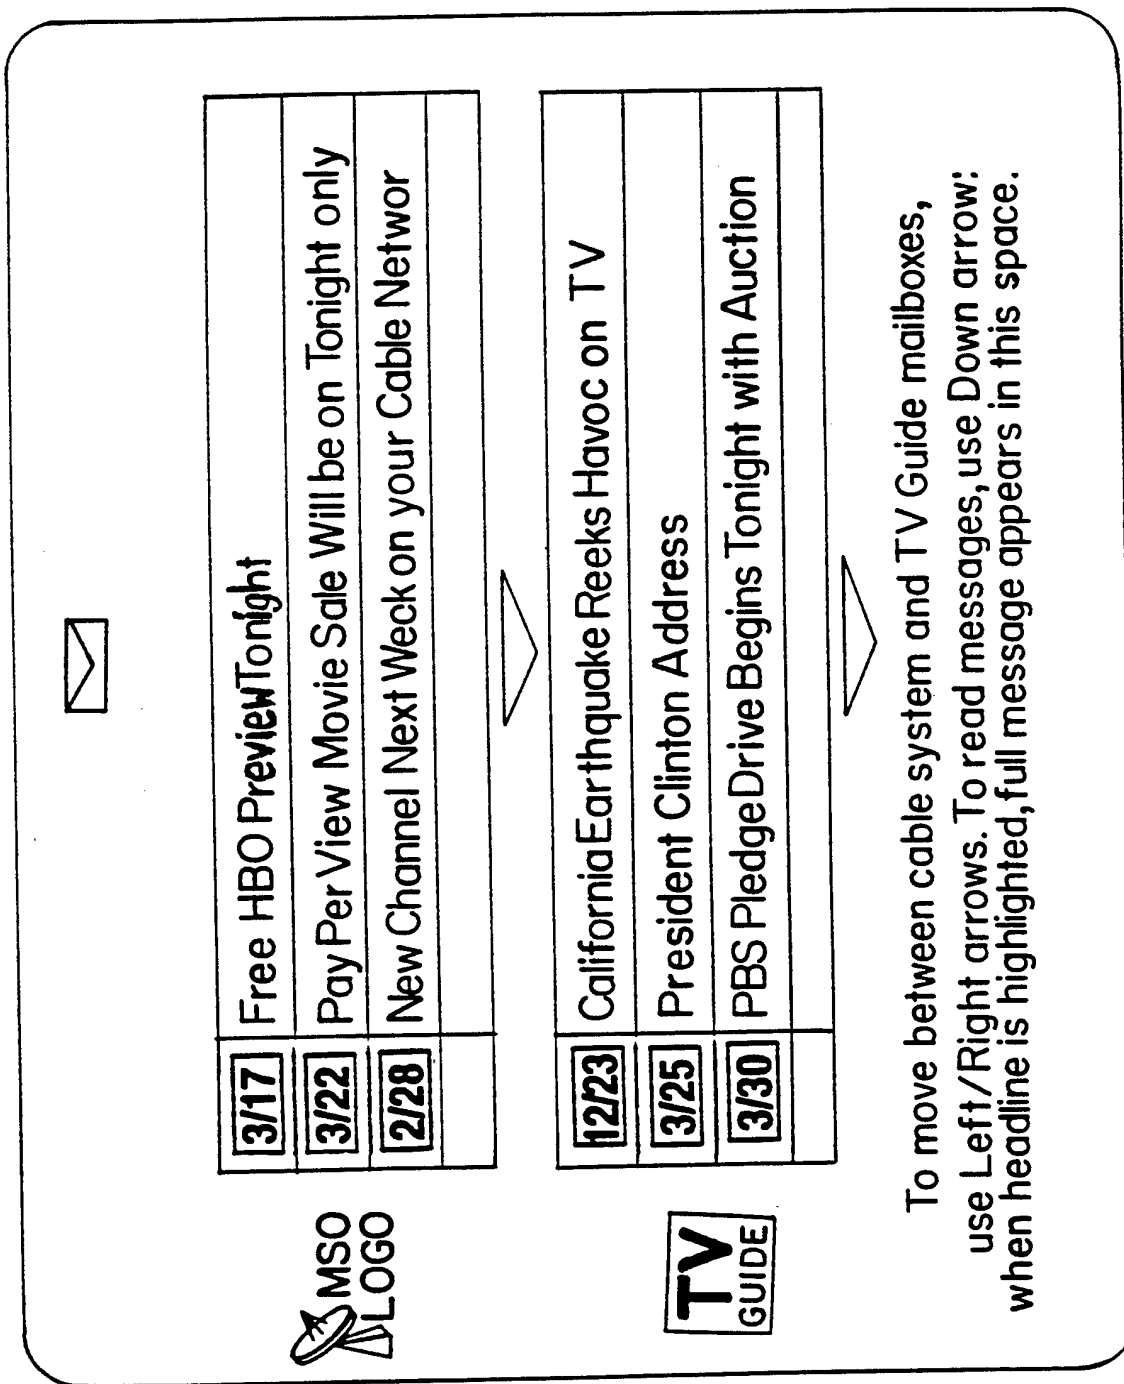 MSO
LOGO
3/17 Free HBO Preview Tonight
3/22 Pay Per View Movie Sale Will be on Tonight only
2/28 New Channel Next Weck on your Cable Networ
TV
GUIDE
12/23 California Earthquake Reeks Havoc on TV
3/25 President Clinton Address
3/30 PBS Pledge Drive Begins Tonight with Auction
To move between cable system and TV Guide mailboxes,
use Left/Right arrows. To read messages, use Down arrow:
when headline is highlighted, full message appears in this space.